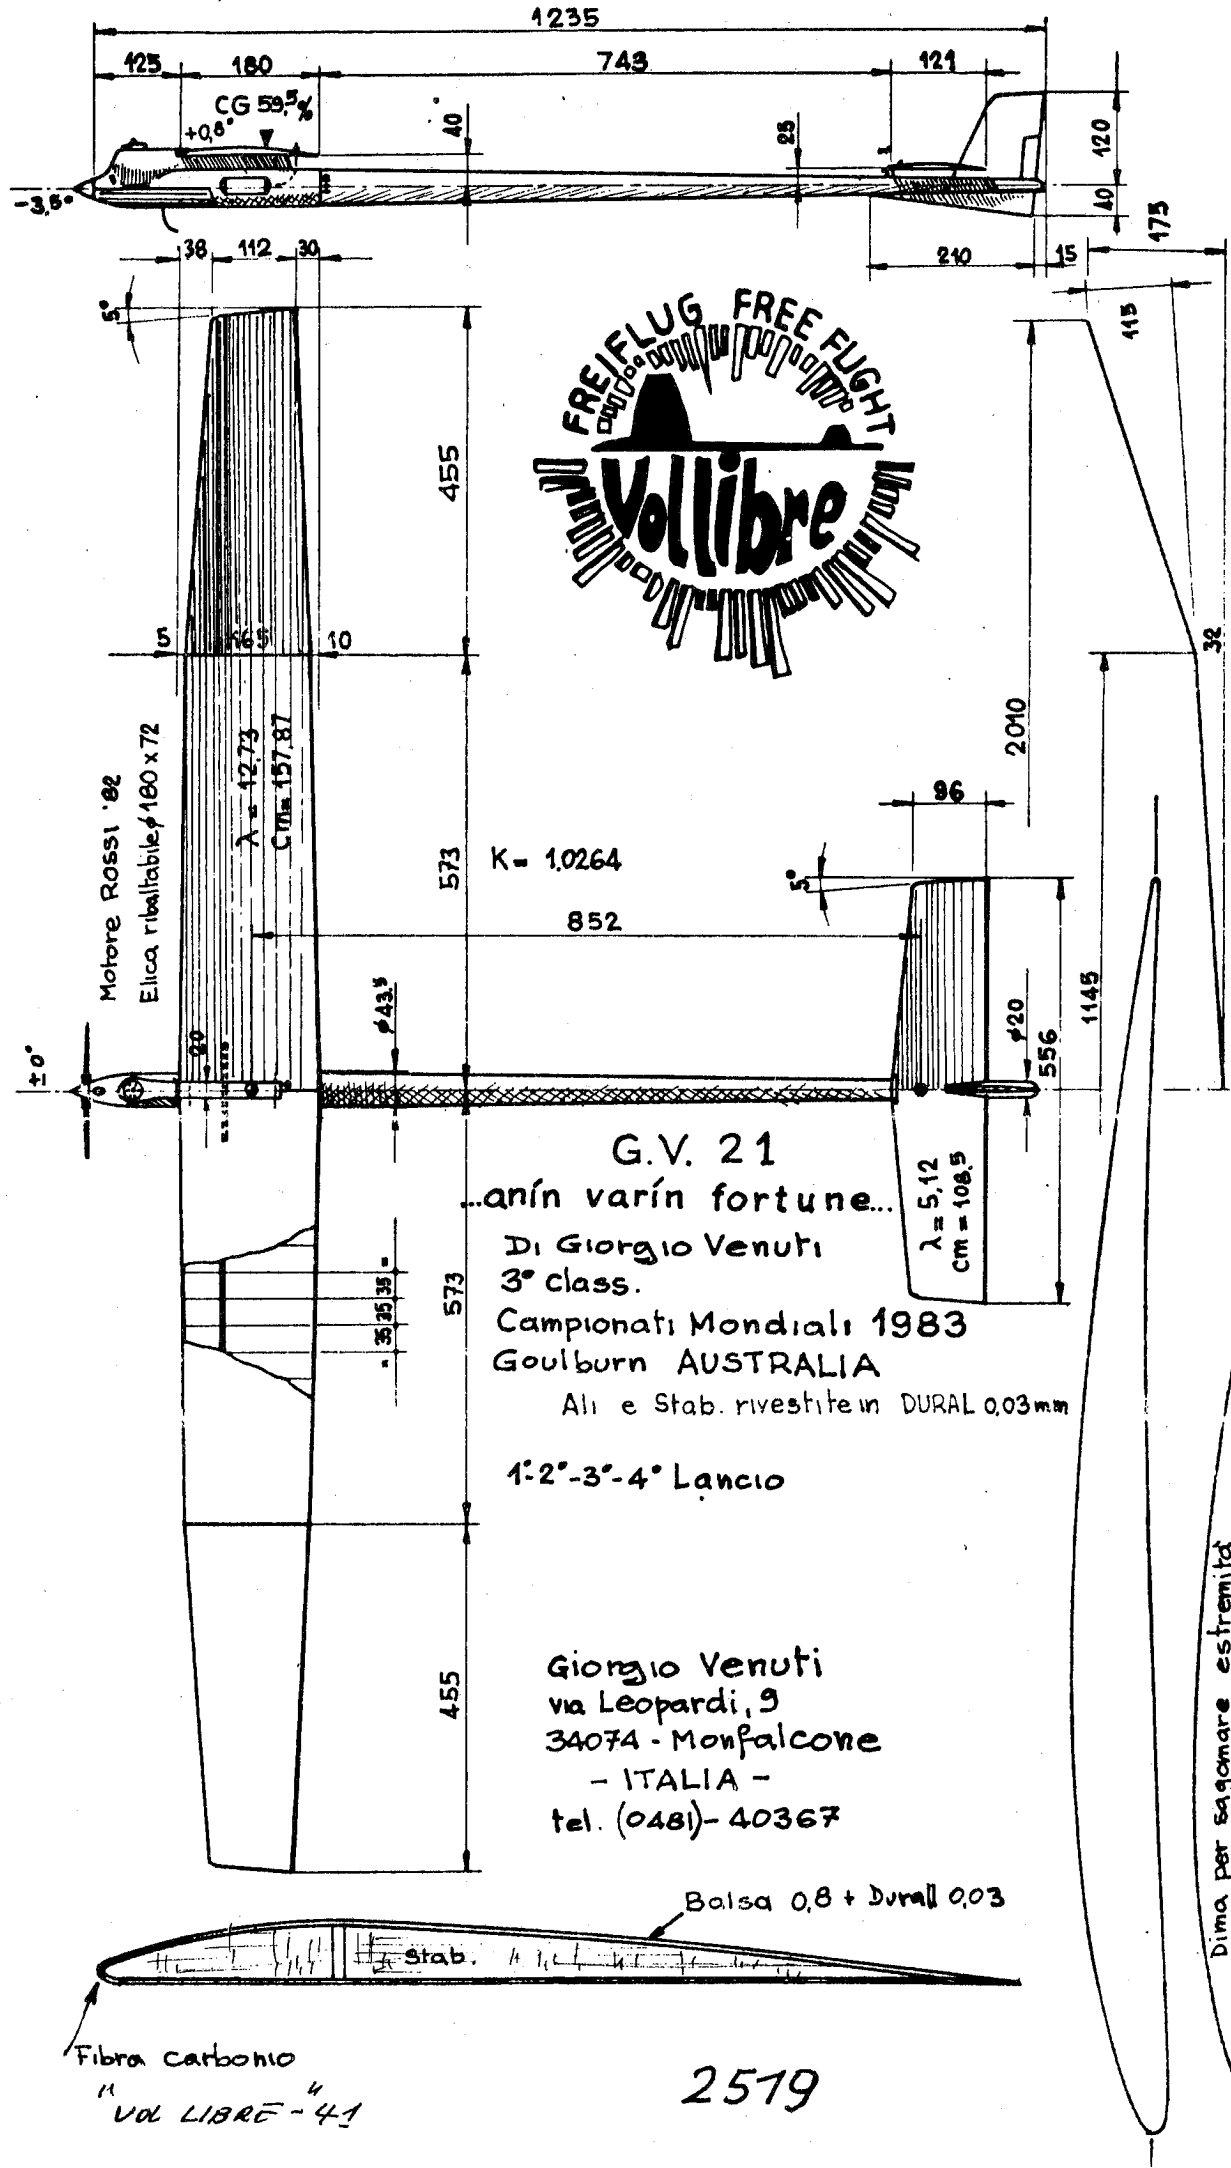 1235
125 180 743 121
CG 59,5%
+0,8°
40
25
120
40
-3,5°
38 112 30
210 15
175
5°
115
FREIFLUG FREE FLIGHT
Vol libre
455
5 165 10
32
2010
Motore ROSSI '82
Elica ribaltabile φ 180 x 72
λ = 12,73
Cm = 157,87
573
K = 1,0264
96
5°
852
1145
φ 43,5
φ 20
556
±0°
20
G.V. 21
...anín varín fortune...
Di Giorgio Venuti
3° Class.
Campionati Mondiali 1983
Goulburn AUSTRALIA
Ali e Stab. rivestite in DURAL 0,03 mm
λ = 5,12
cm = 108,5
= 35 35 35 =
573
1°-2°-3°-4° Lancio
455
Giorgio Venuti
via Leopardi, 9
34074 - Monfalcone
- ITALIA -
tel. (0481) - 40367
Dima per sagomare estremità
Balsa 0,8 + Durall 0,03
Stab.
Fibra carbonio
"VOL LIBRE - " 41
2519